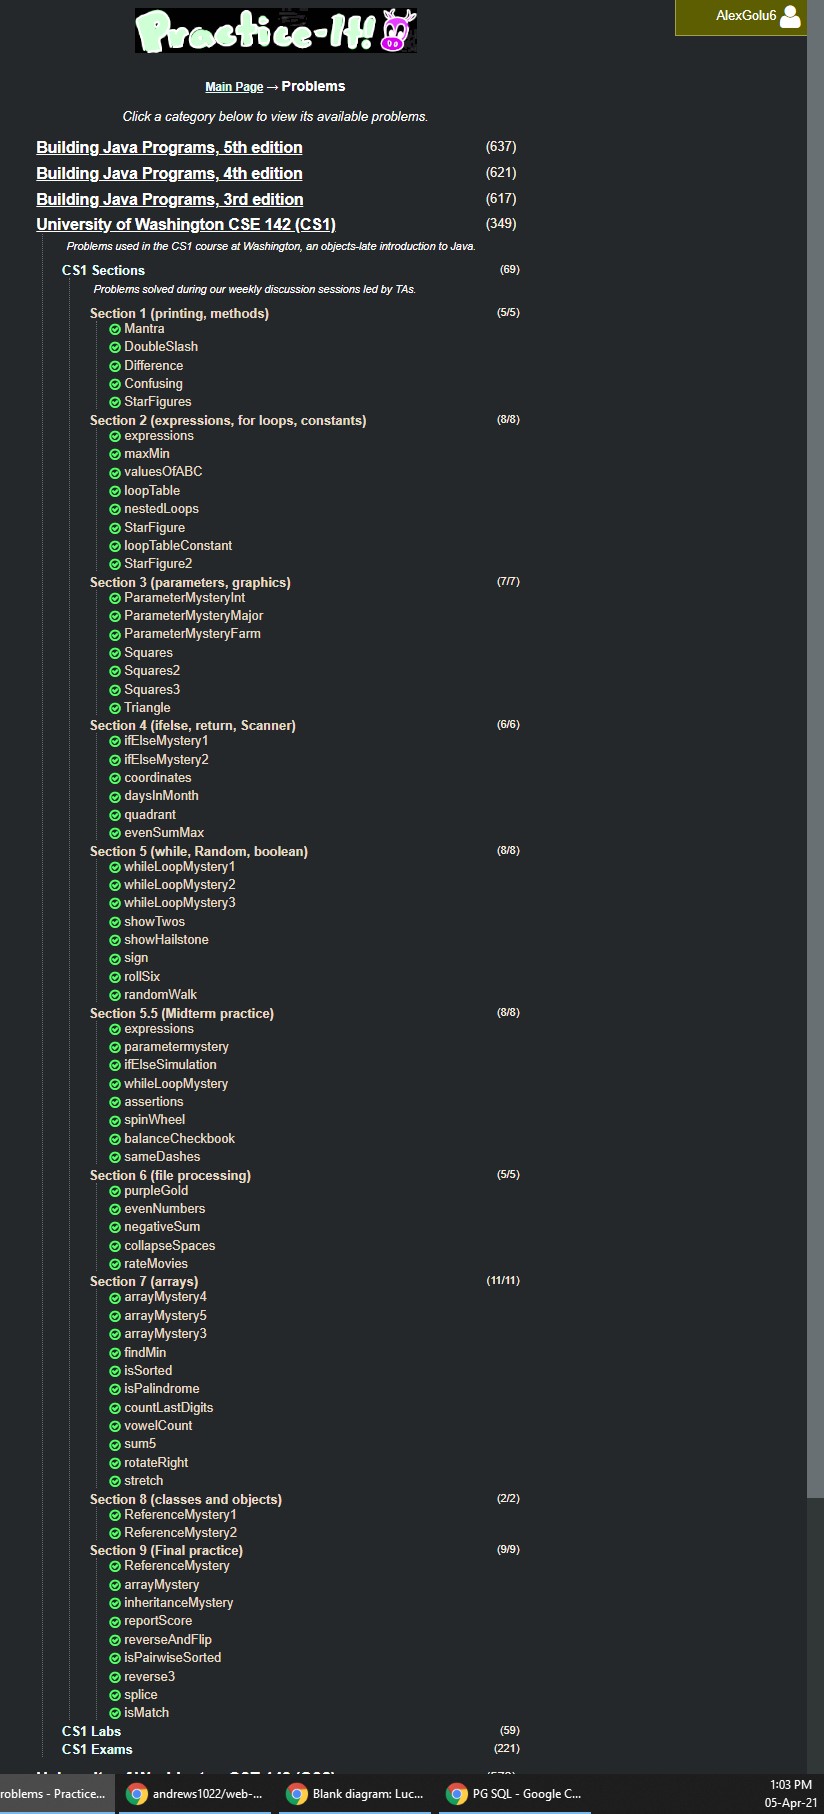 Practice-It!
AlexGolu6
Main Page → Problems
Click a category below to view its available problems.
Building Java Programs, 5th edition (637)
Building Java Programs, 4th edition (621)
Building Java Programs, 3rd edition (617)
University of Washington CSE 142 (CS1) (349)
Problems used in the CS1 course at Washington, an objects-late introduction to Java.
CS1 Sections (69)
Problems solved during our weekly discussion sessions led by TAs.
Section 1 (printing, methods) (5/5)
Mantra
DoubleSlash
Difference
Confusing
StarFigures
Section 2 (expressions, for loops, constants) (8/8)
expressions
maxMin
valuesOfABC
loopTable
nestedLoops
StarFigure
loopTableConstant
StarFigure2
Section 3 (parameters, graphics) (7/7)
ParameterMysteryInt
ParameterMysteryMajor
ParameterMysteryFarm
Squares
Squares2
Squares3
Triangle
Section 4 (ifelse, return, Scanner) (6/6)
ifElseMystery1
ifElseMystery2
coordinates
daysInMonth
quadrant
evenSumMax
Section 5 (while, Random, boolean) (8/8)
whileLoopMystery1
whileLoopMystery2
whileLoopMystery3
showTwos
showHailstone
sign
rollSix
randomWalk
Section 5.5 (Midterm practice) (8/8)
expressions
parametermystery
ifElseSimulation
whileLoopMystery
assertions
spinWheel
balanceCheckbook
sameDashes
Section 6 (file processing) (5/5)
purpleGold
evenNumbers
negativeSum
collapseSpaces
rateMovies
Section 7 (arrays) (11/11)
arrayMystery4
arrayMystery5
arrayMystery3
findMin
isSorted
isPalindrome
countLastDigits
vowelCount
sum5
rotateRight
stretch
Section 8 (classes and objects) (2/2)
ReferenceMystery1
ReferenceMystery2
Section 9 (Final practice) (9/9)
ReferenceMystery
arrayMystery
inheritanceMystery
reportScore
reverseAndFlip
isPairwiseSorted
reverse3
splice
isMatch
CS1 Labs (59)
CS1 Exams (221)
roblems - Practice... andrews1022/web-... Blank diagram: Luc... PG SQL - Google C... 1:03 PM
05-Apr-21